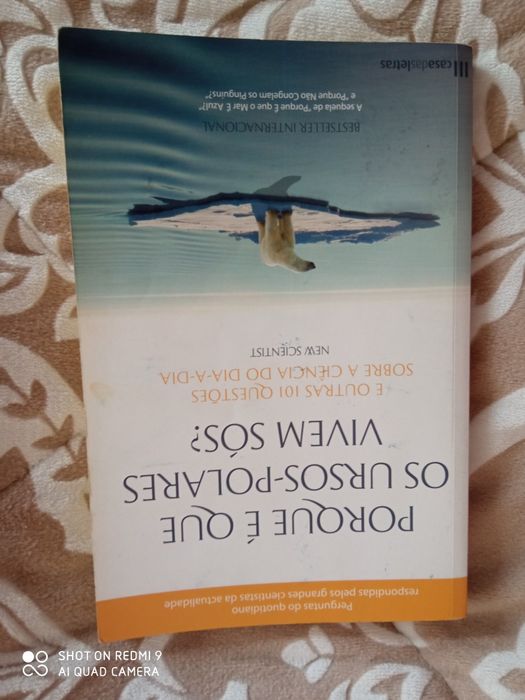 Perguntas do quotidiano
respondidas pelos grandes cientistas da actualidade
PORQUE É QUE
OS URSOS-POLARES
VIVEM SÓS?
E OUTRAS 101 QUESTÕES
SOBRE A CIÊNCIA DO DIA-A-DIA
NEW SCIENTIST
BESTSELLER INTERNACIONAL
A sequela de "Porque É que o Mar É Azul?"
e "Porque Não Congelam os Pinguins?"
casadasletras
SHOT ON REDMI 9
AI QUAD CAMERA